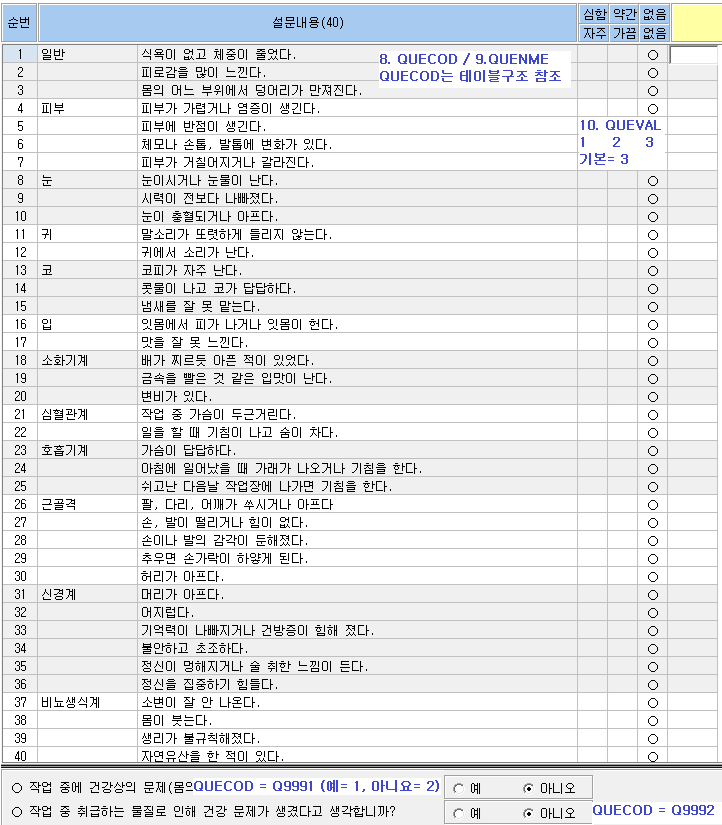 순번 설문내용(40) 심함 약간 없음
자주 가끔 없음
1 일반 식욕이 없고 체중이 줄었다.
8. QUECOD / 9.QUENME
2 피로감을 많이 느낀다.
QUECOD는 테이블구조 참조
3 몸의 어느 부위에서 덩어리가 만져진다.
4 피부 피부가 가렵거나 염증이 생긴다.
5 피부에 반점이 생긴다.
10. QUEVAL
6 체모나 손톱, 발톱에 변화가 있다.
1 2 3
7 피부가 거칠어지거나 갈라진다.
기본= 3
8 눈 눈이시거나 눈물이 난다.
9 시력이 전보다 나빠졌다.
10 눈이 충혈되거나 아프다.
11 귀 말소리가 또렷하게 들리지 않는다.
12 귀에서 소리가 난다.
13 코 코피가 자주 난다.
14 콧물이 나고 코가 답답하다.
15 냄새를 잘 못 맡는다.
16 입 잇몸에서 피가 나거나 잇몸이 헌다.
17 맛을 잘 못 느낀다.
18 소화기계 배가 찌르듯 아픈 적이 있었다.
19 금속을 빨은 것 같은 입맛이 난다.
20 변비가 있다.
21 심혈관계 작업 중 가슴이 두근거린다.
22 일을 할 때 기침이 나고 숨이 차다.
23 호흡기계 가슴이 답답하다.
24 아침에 일어났을 때 가래가 나오거나 기침을 한다.
25 쉬고난 다음날 작업장에 나가면 기침을 한다.
26 근골격 팔, 다리, 어깨가 쑤시거나 아프다
27 손, 발이 떨리거나 힘이 없다.
28 손이나 발의 감각이 둔해졌다.
29 추우면 손가락이 하얗게 된다.
30 허리가 아프다.
31 신경계 머리가 아프다.
32 어지럽다.
33 기억력이 나빠지거나 건방증이 힘해 졌다.
34 불안하고 초조하다.
35 정신이 멍해지거나 술 취한 느낌이 든다.
36 정신을 집중하기 힘들다.
37 비뇨생식계 소변이 잘 안 나온다.
38 몸이 붓는다.
39 생리가 불규칙해졌다.
40 자연유산을 한 적이 있다.
작업 중에 건강상의 문제(몸으 QUECOD = Q9991 (예= 1, 아니요= 2) 예 아니오
작업 중 취급하는 물질로 인해 건강 문제가 생겼다고 생각합니까? 예 아니오 QUECOD = Q9992